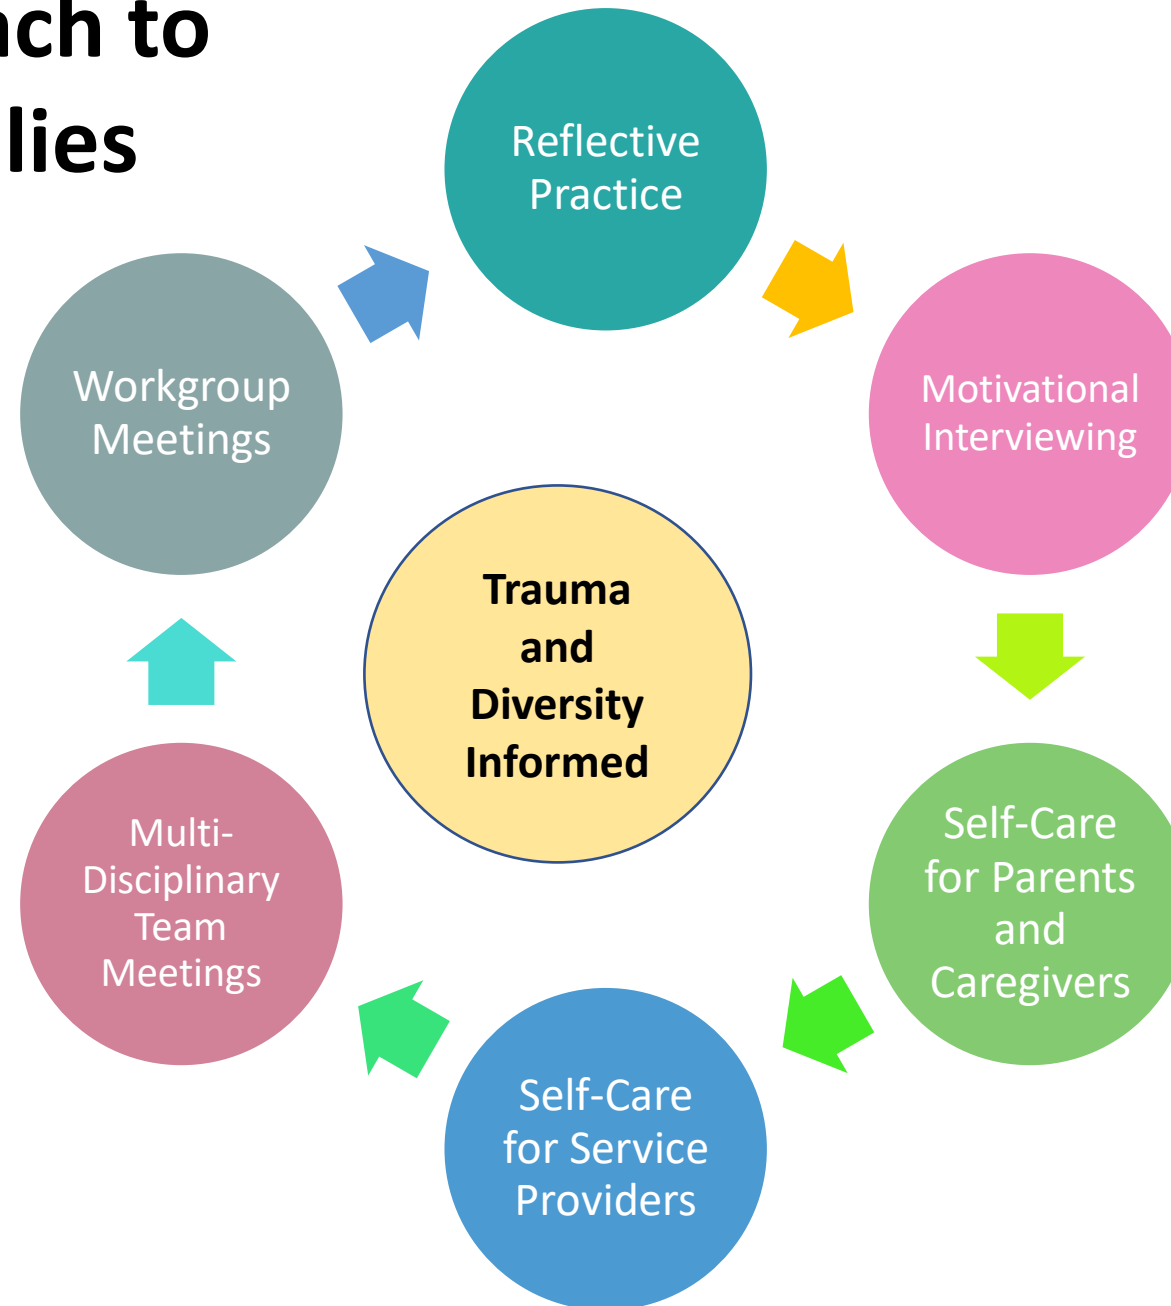 ach to
lies
Reflective
Practice
Motivational
Interviewing
Self-Care
for Parents
and
Caregivers
Self-Care
for Service
Providers
Multi-
Disciplinary
Team
Meetings
Workgroup
Meetings
Trauma
and
Diversity
Informed